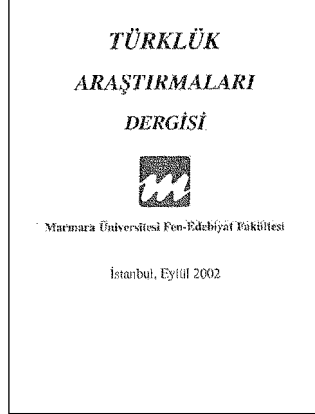 TÜRKLÜK
ARAŞTIRMALARI
DERGİSİ
m
Marmara Üniversitesi Fen-Edebiyat Fakültesi
İstanbul, Eylül 2002